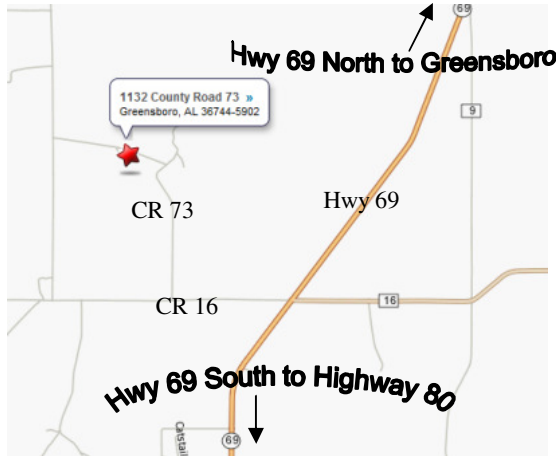 69
Hwy 69 North to Greensboro
1132 County Road 73 »
Greensboro, AL 36744-5902
9
CR 73
Hwy 69
CR 16
16
Hwy 69 South to Highway 80
69